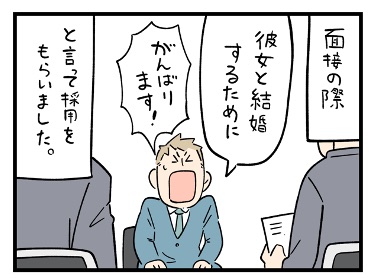 面接の際
彼女と結婚
するために
がんばり
ます!
と言って採用を
もらいました。